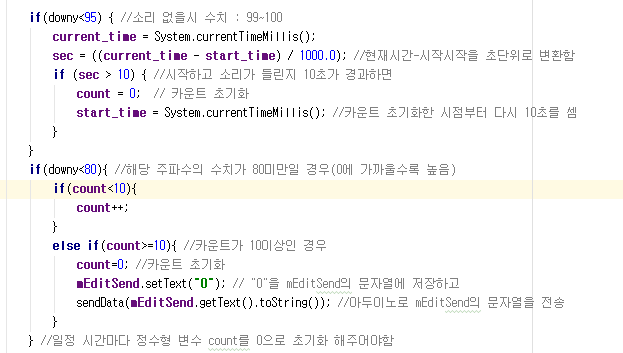 if(downy<95) { //소리 없을시 수치 : 99~100
current_time = System.currentTimeMillis();
sec = ((current_time - start_time) / 1000.0); //현재시간-시작시작을 초단위로 변환함
if (sec > 10) { //시작하고 소리가 들린지 10초가 경과하면
count = 0;  // 카운트 초기화
start_time = System.currentTimeMillis(); //카운트 초기화한 시점부터 다시 10초를 셈
}
}
if(downy<80){ //해당 주파수의 수치가 80미만일 경우(0에 가까울수록 높음)
if(count<10){
count++;
}
else if(count>=10){ //카운트가 10이상인 경우
count=0; //카운트 초기화
mEditSend.setText("0"); // "0"을 mEditSend의 문자열에 저장하고
sendData(mEditSend.getText().toString()); //아두이노로 mEditSend의 문자열을 전송
}
} //일정 시간마다 정수형 변수 count를 0으로 초기화 해주어야함